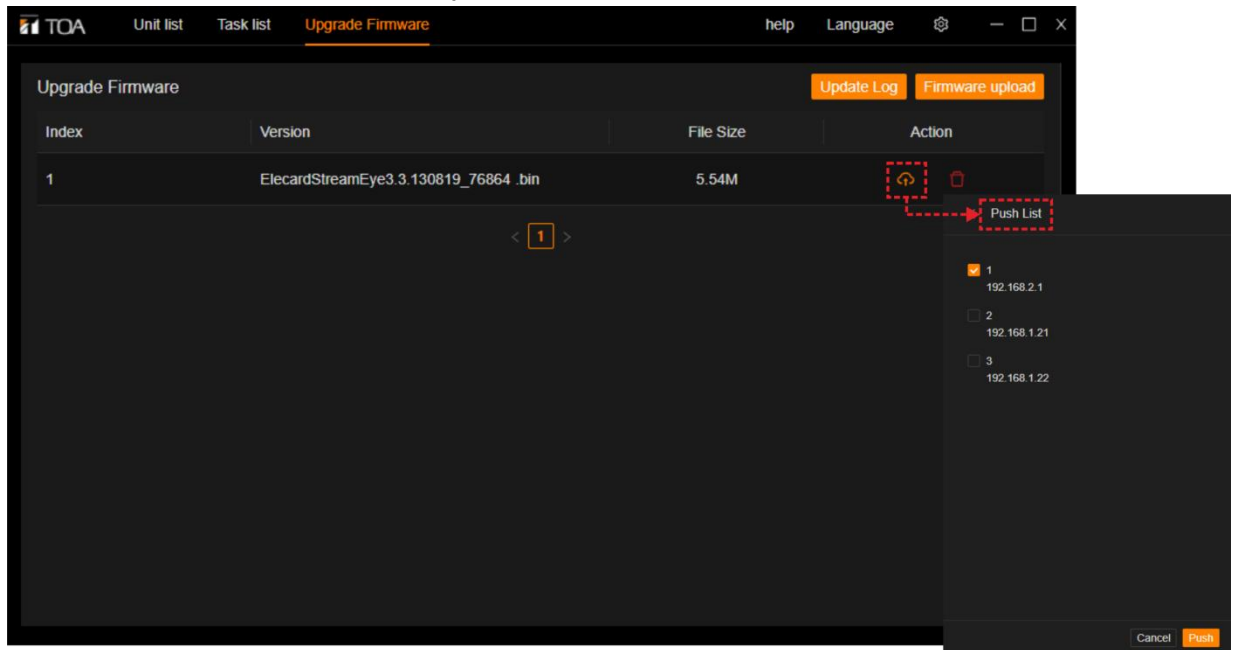 TOA Unit list Task list Upgrade Firmware help Language
Upgrade Firmware Update Log Firmware upload
Index Version File Size Action
1 ElecardStreamEye3.3.130819_76864 .bin 5.54M
< 1 >
Push List
1
192.168.2.1
2
192.168.1.21
3
192.168.1.22
Cancel Push